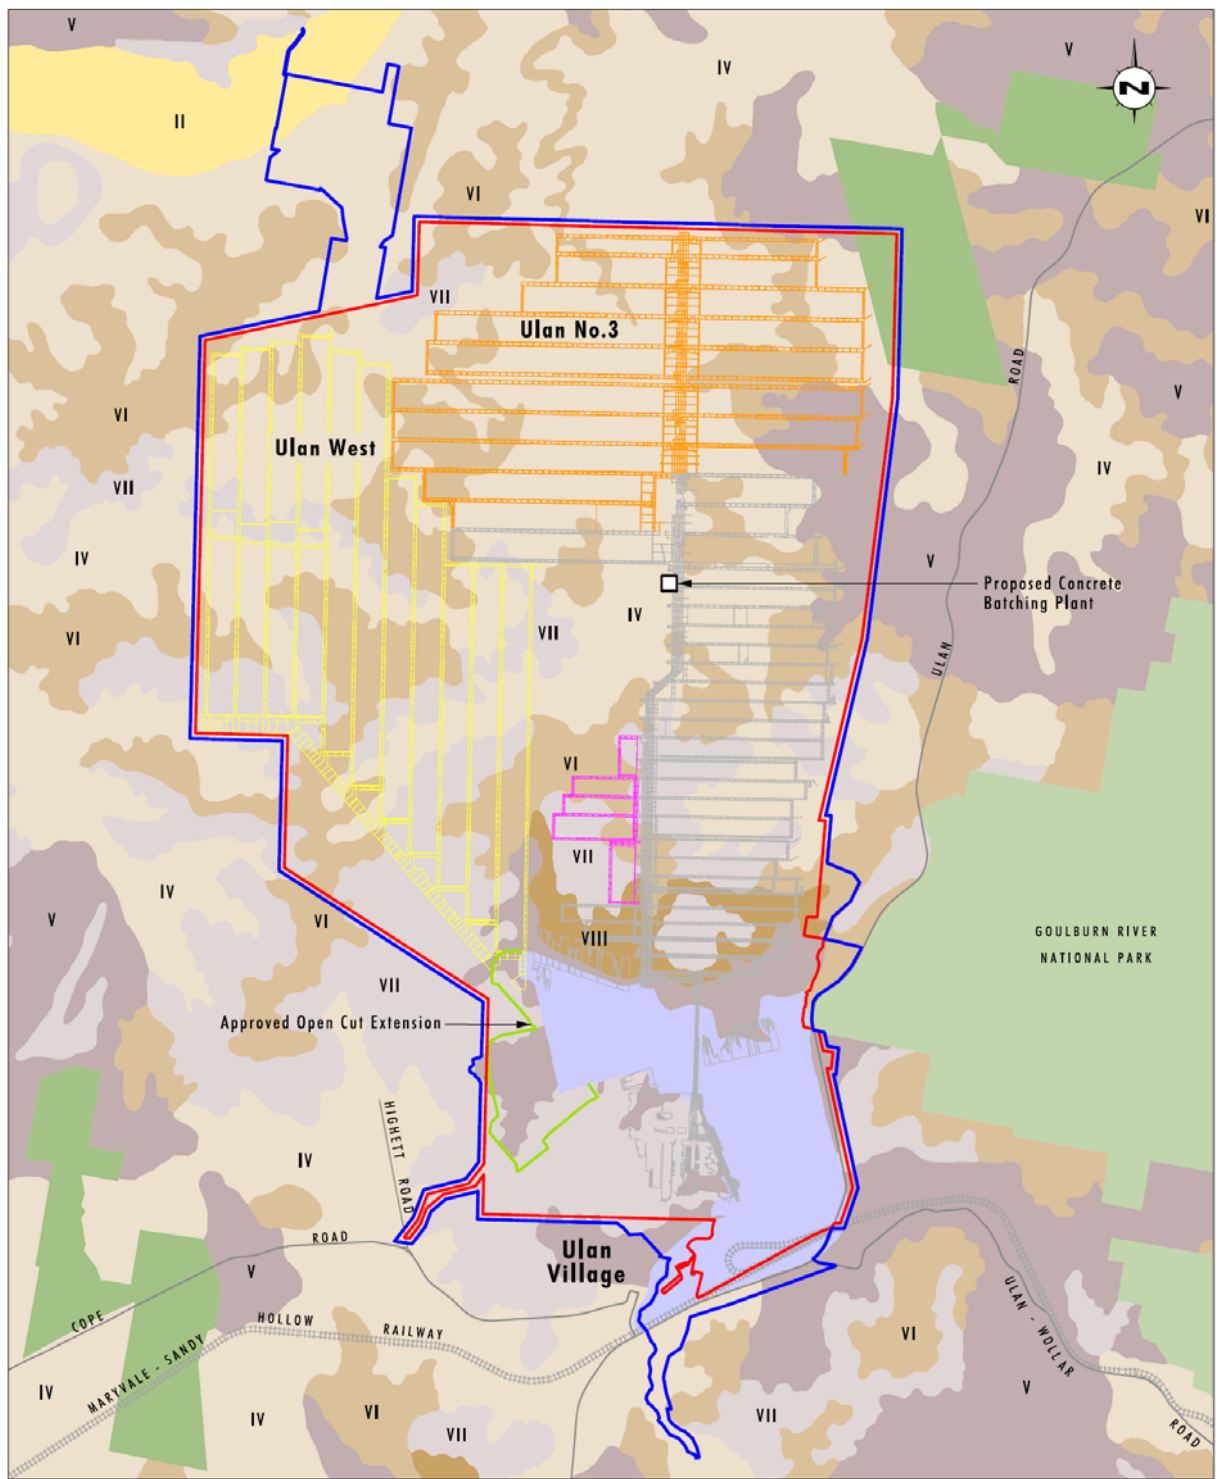 V
V
IV
N
II
VI
VI
VII
Ulan No.3
ROAD
V
VI
Ulan West
IV
VII
IV
V
Proposed Concrete
Batching Plant
IV
VII
VI
ULAN
VI
VII
IV
V
VI
VIII
GOULBURN RIVER
NATIONAL PARK
VII
Approved Open Cut Extension
HIGHETT ROAD
IV
ROAD
Ulan
Village
V
COPE
HOLLOW
RAILWAY
MARYVALE - SANDY
ULAN - WOLLAR
VI
V
IV
IV
VI
VII
VII
ROAD